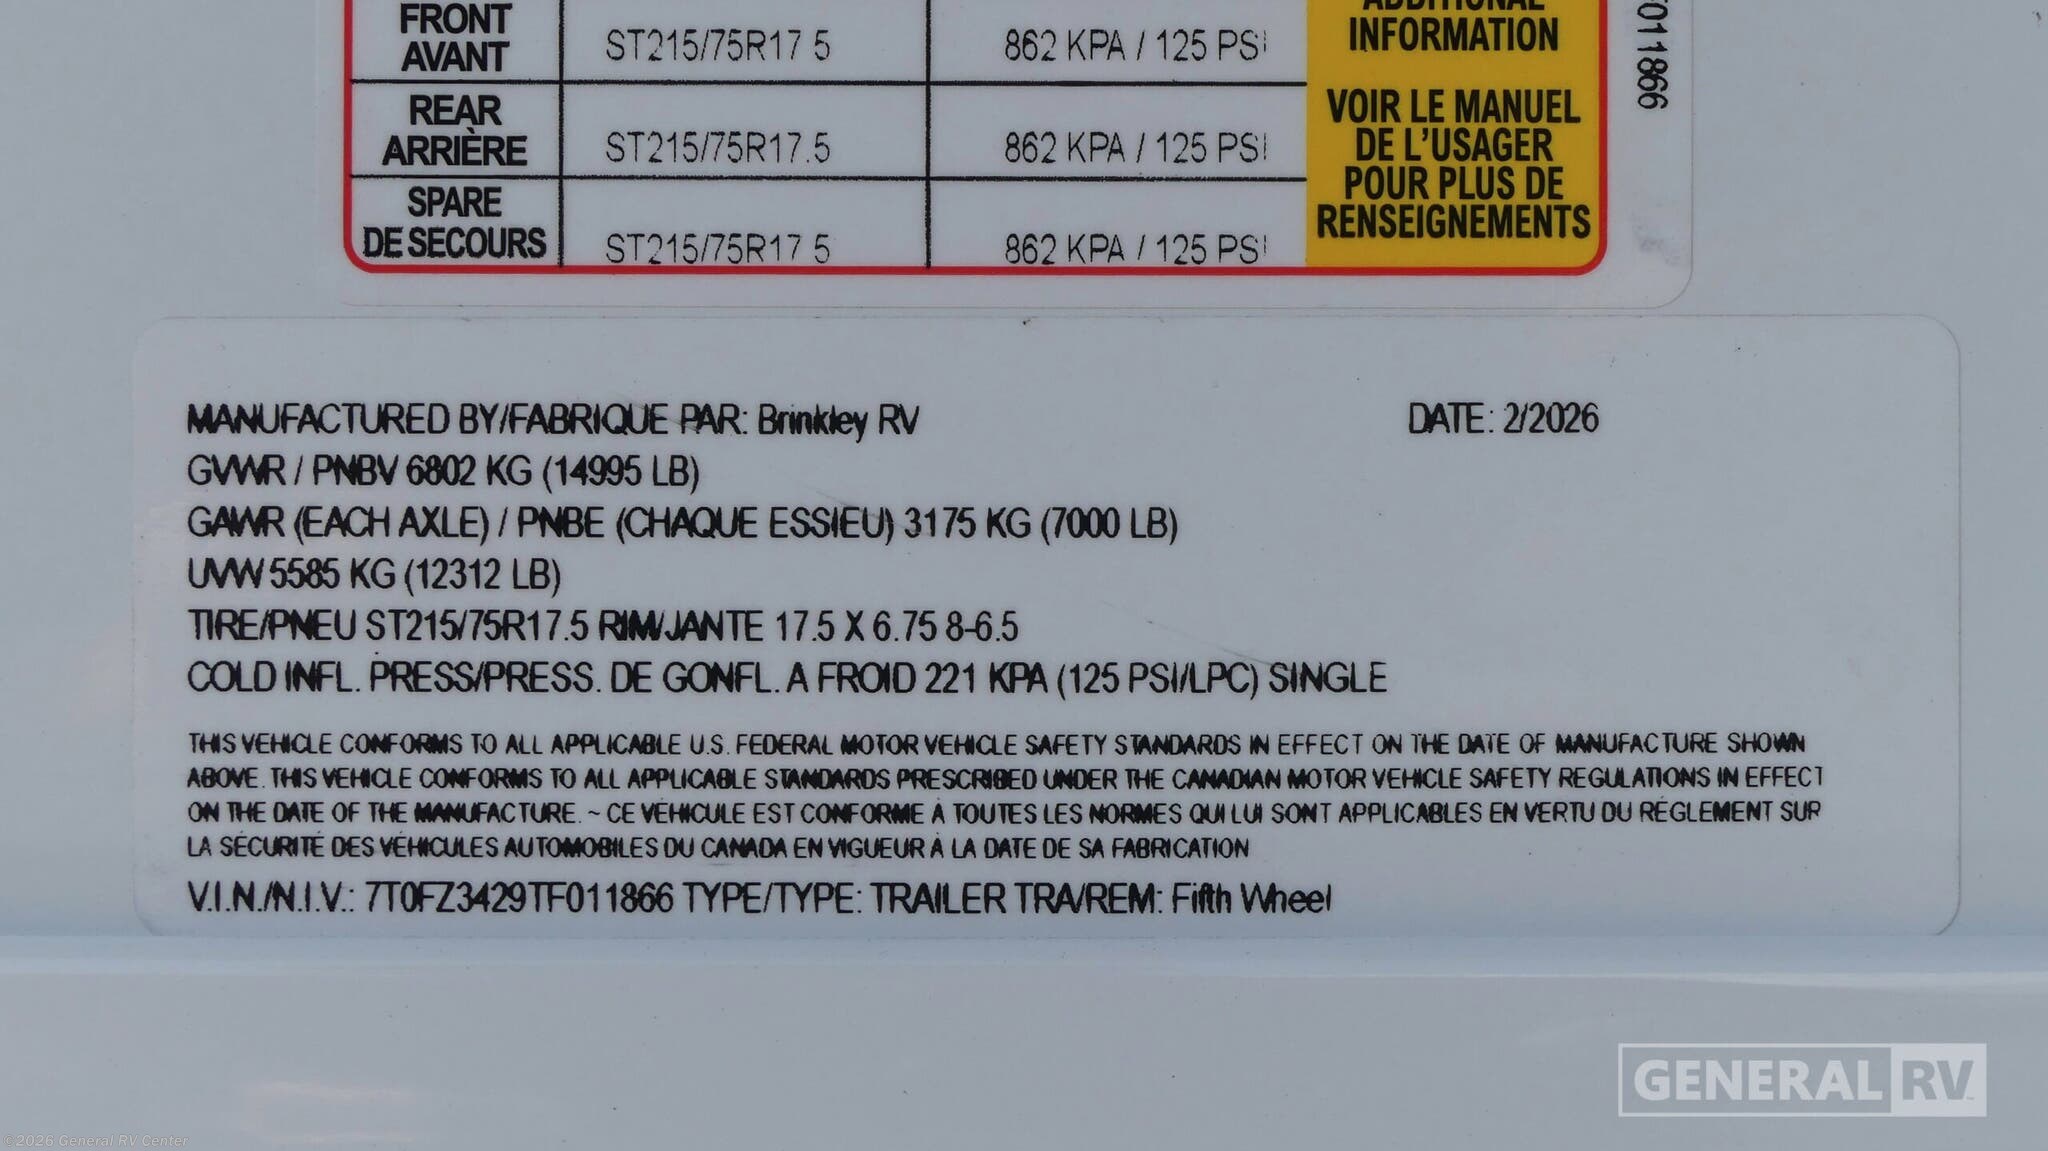 FRONT
AVANT
ST215/75R17.5
862 KPA / 125 PSI
ADDITIONAL
INFORMATION
REAR
ARRIÈRE
ST215/75R17.5
862 KPA / 125 PSI
VOIR LE MANUEL
DE L'USAGER
POUR PLUS DE
RENSEIGNEMENTS
SPARE
DE SECOURS
ST215/75R17.5
862 KPA / 125 PSI
F011866
MANUFACTURED BY/FABRIQUE PAR: Brinkley RV
DATE: 2/2026
GVWR / PNBV 6802 KG (14995 LB)
GAWR (EACH AXLE) / PNBE (CHAQUE ESSIEU) 3175 KG (7000 LB)
UVW 5585 KG (12312 LB)
TIRE/PNEU ST215/75R17.5 RIM/JANTE 17.5 X 6.75 8-6.5
COLD INFL. PRESS/PRESS. DE GONFL. A FROID 221 KPA (125 PSI/LPC) SINGLE
THIS VEHICLE CONFORMS TO ALL APPLICABLE U.S. FEDERAL MOTOR VEHICLE SAFETY STANDARDS IN EFFECT ON THE DATE OF MANUFACTURE SHOWN
ABOVE. THIS VEHICLE CONFORMS TO ALL APPLICABLE STANDARDS PRESCRIBED UNDER THE CANADIAN MOTOR VEHICLE SAFETY REGULATIONS IN EFFECT
ON THE DATE OF THE MANUFACTURE. ~ CE VÉHICULE EST CONFORME À TOUTES LES NORMES QUI LUI SONT APPLICABLES EN VERTU DU RÉGLEMENT SUR
LA SÉCURITÉ DES VÉHICULES AUTOMOBILES DU CANADA EN VIGUEUR À LA DATE DE SA FABRICATION
V.I.N./N.I.V.: 7T0FZ3429TF011866 TYPE/TYPE: TRAILER TRA/REM: Fifth Wheel
GENERAL RV
©2026 General RV Center